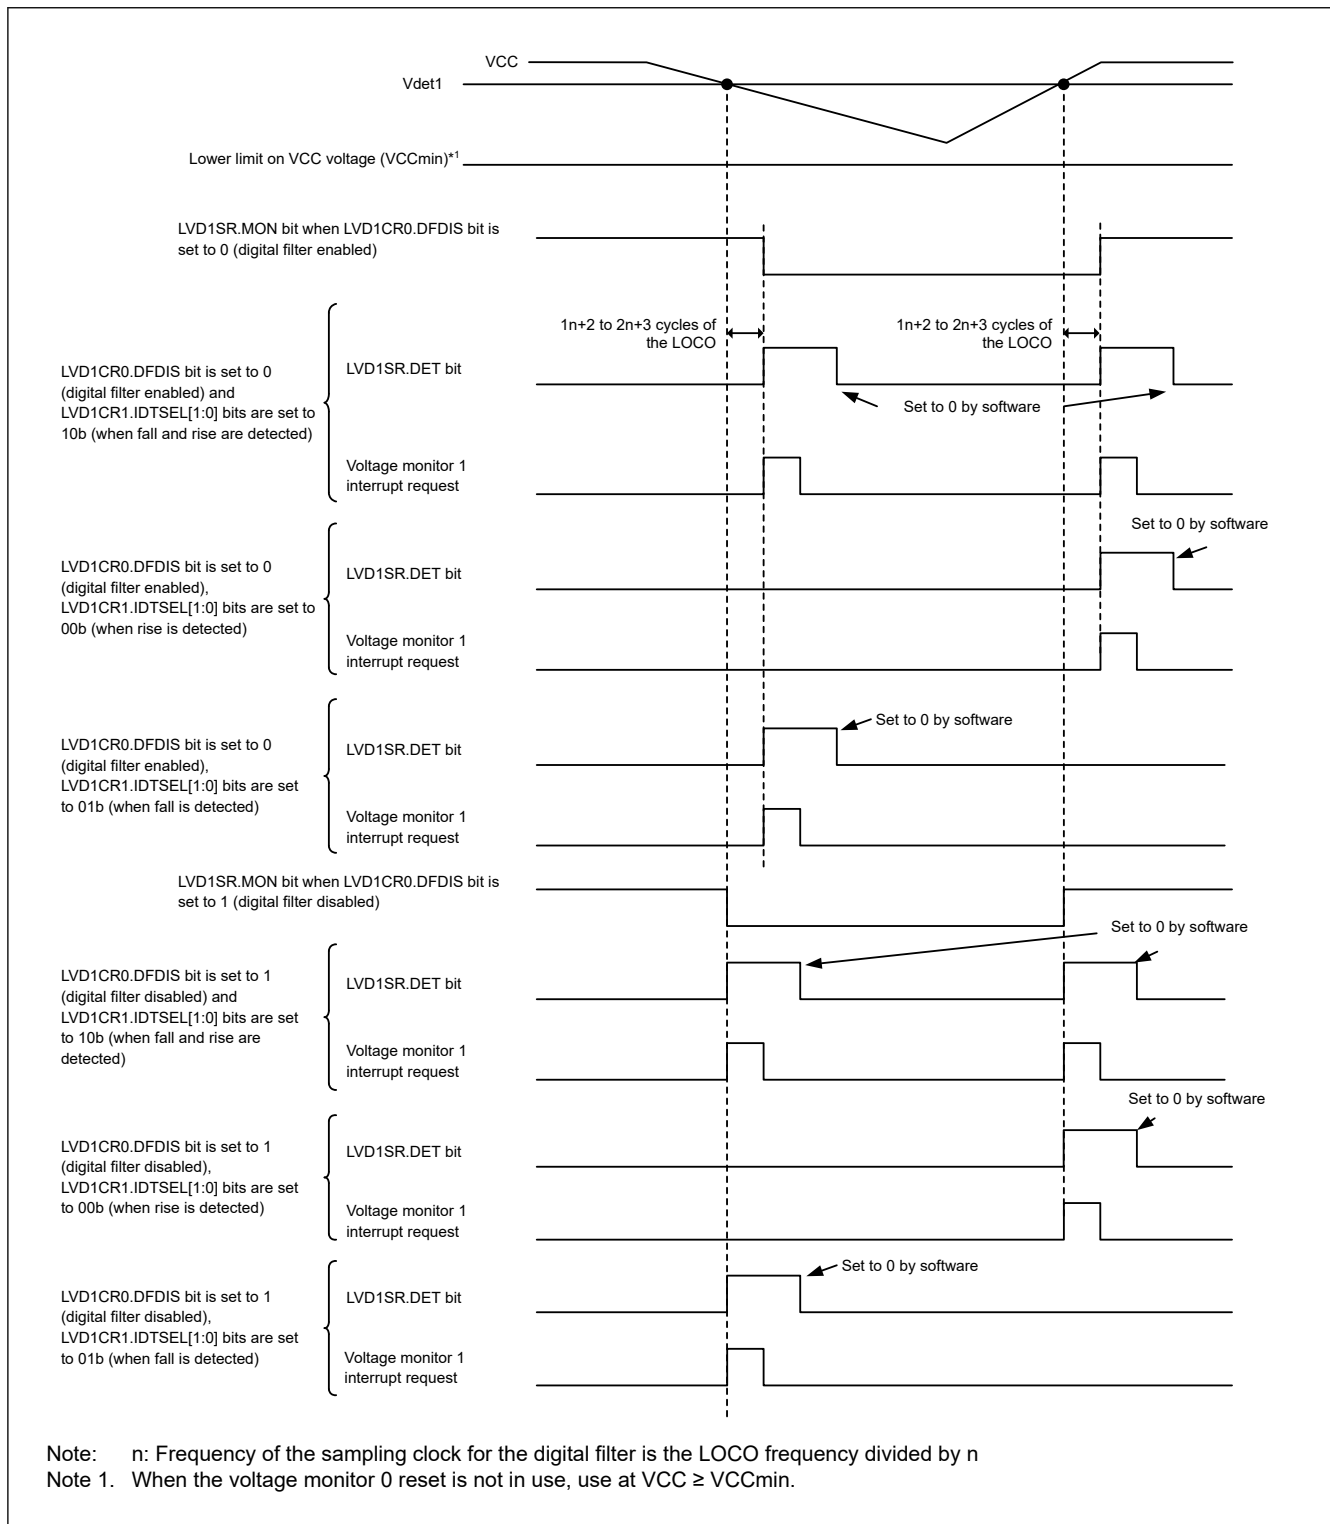 VCC
Vdet1
Lower limit on VCC voltage (VCCmin)*1
LVD1SR.MON bit when LVD1CR0.DFDIS bit is
set to 0 (digital filter enabled)
1n+2 to 2n+3 cycles of
the LOCO
1n+2 to 2n+3 cycles of
the LOCO
LVD1CR0.DFDIS bit is set to 0
(digital filter enabled) and
LVD1CR1.IDTSEL[1:0] bits are set to
10b (when fall and rise are detected)
LVD1SR.DET bit
Set to 0 by software
Voltage monitor 1
interrupt request
Set to 0 by software
LVD1CR0.DFDIS bit is set to 0
(digital filter enabled),
LVD1CR1.IDTSEL[1:0] bits are set to
00b (when rise is detected)
LVD1SR.DET bit
Voltage monitor 1
interrupt request
LVD1CR0.DFDIS bit is set to 0
(digital filter enabled),
LVD1CR1.IDTSEL[1:0] bits are set
to 01b (when fall is detected)
LVD1SR.DET bit
Set to 0 by software
Voltage monitor 1
interrupt request
LVD1SR.MON bit when LVD1CR0.DFDIS bit is
set to 1 (digital filter disabled)
Set to 0 by software
LVD1CR0.DFDIS bit is set to 1
(digital filter disabled) and
LVD1CR1.IDTSEL[1:0] bits are set
to 10b (when fall and rise are
detected)
LVD1SR.DET bit
Voltage monitor 1
interrupt request
Set to 0 by software
LVD1CR0.DFDIS bit is set to 1
(digital filter disabled),
LVD1CR1.IDTSEL[1:0] bits are set
to 00b (when rise is detected)
LVD1SR.DET bit
Voltage monitor 1
interrupt request
Set to 0 by software
LVD1CR0.DFDIS bit is set to 1
(digital filter disabled),
LVD1CR1.IDTSEL[1:0] bits are set
to 01b (when fall is detected)
LVD1SR.DET bit
Voltage monitor 1
interrupt request
Note: n: Frequency of the sampling clock for the digital filter is the LOCO frequency divided by n
Note 1. When the voltage monitor 0 reset is not in use, use at VCC ≥ VCCmin.